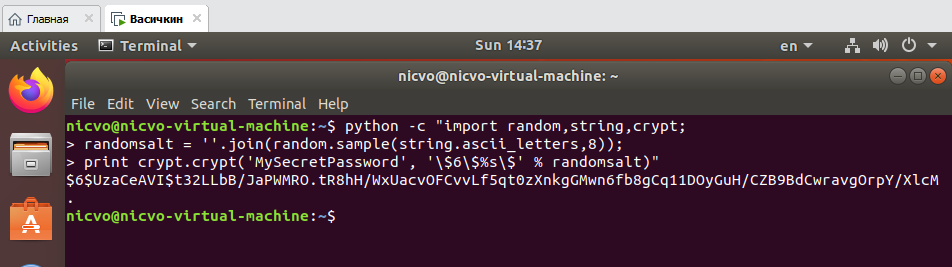 Главная
Васичкин
Activities
Terminal
Sun 14:37
en
nicvo@nicvo-virtual-machine: ~
File Edit View Search Terminal Help
nicvo@nicvo-virtual-machine:~$ python -c "import random,string,crypt;
> randomsalt = ''.join(random.sample(string.ascii_letters,8));
> print crypt.crypt('MySecretPassword', '\$6\$%s\$' % randomsalt)"
$6$UzaCeAVI$t32LLbB/JaPWMRO.tR8hH/WxUacvOFCvvLf5qt0zXnkgGMwn6fb8gCq11DOyGuH/CZB9BdCwravgOrpY/XlcM
.
nicvo@nicvo-virtual-machine:~$